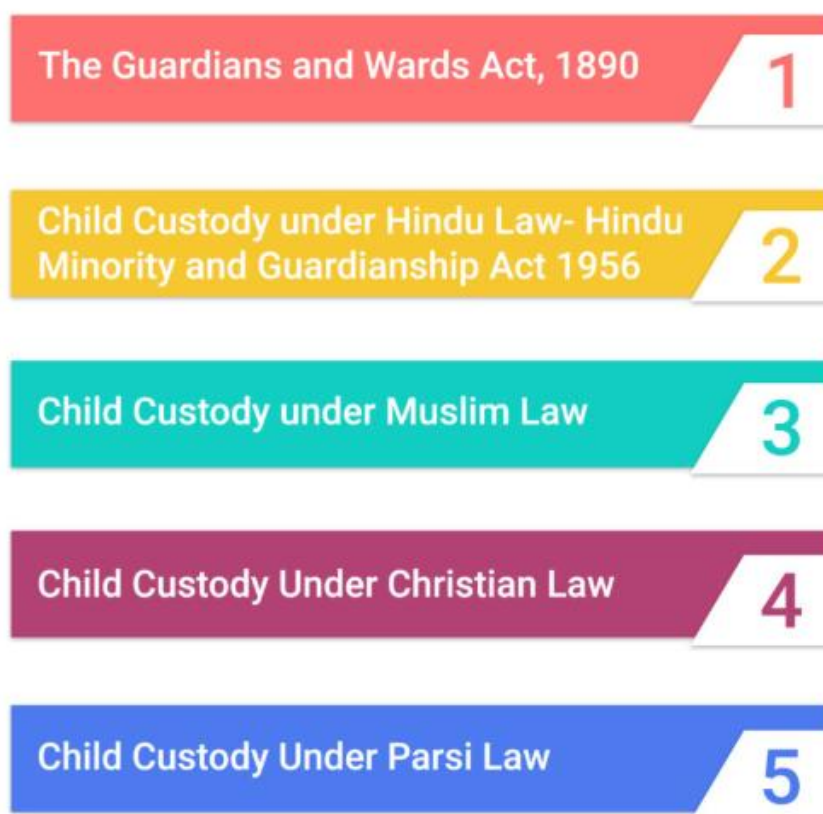 The Guardians and Wards Act, 1890
1
Child Custody under Hindu Law- Hindu
Minority and Guardianship Act 1956
2
Child Custody under Muslim Law
3
Child Custody Under Christian Law
4
Child Custody Under Parsi Law
5